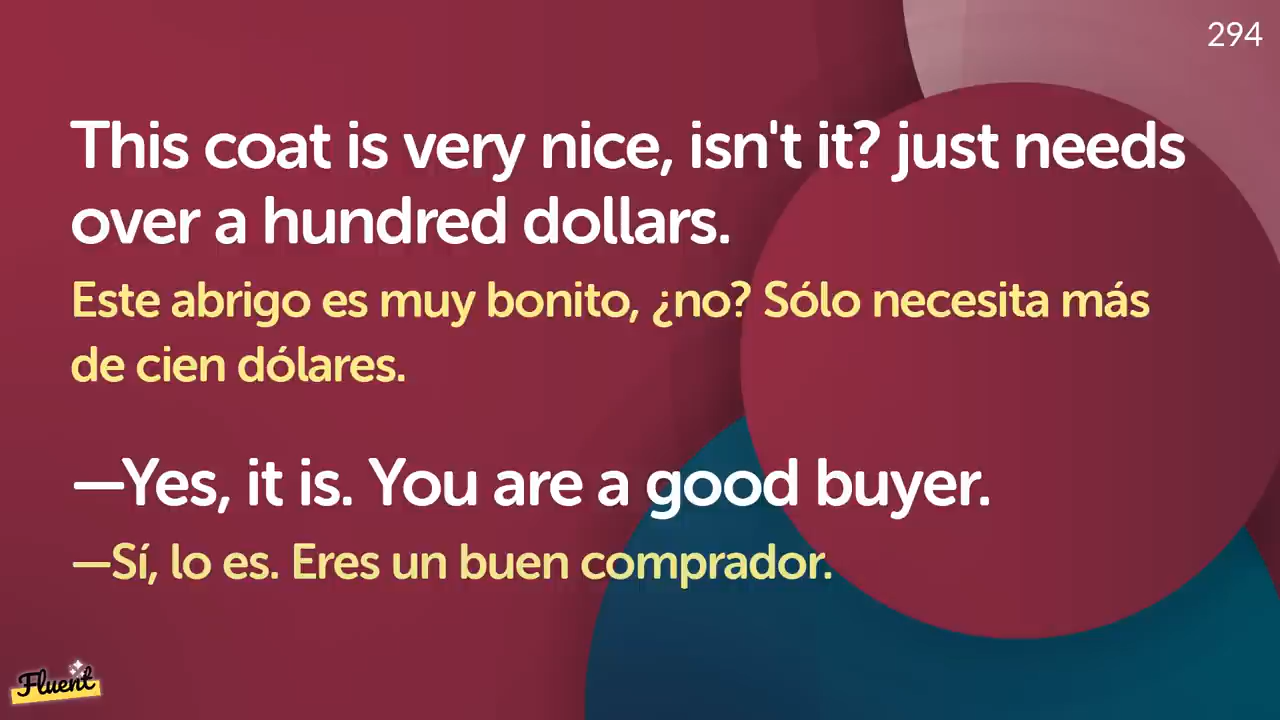 294
This coat is very nice, isn't it? just needs
over a hundred dollars.
Este abrigo es muy bonito, ¿no? Sólo necesita más
de cien dólares.
—Yes, it is. You are a good buyer.
—Sí, lo es. Eres un buen comprador.
Fluent